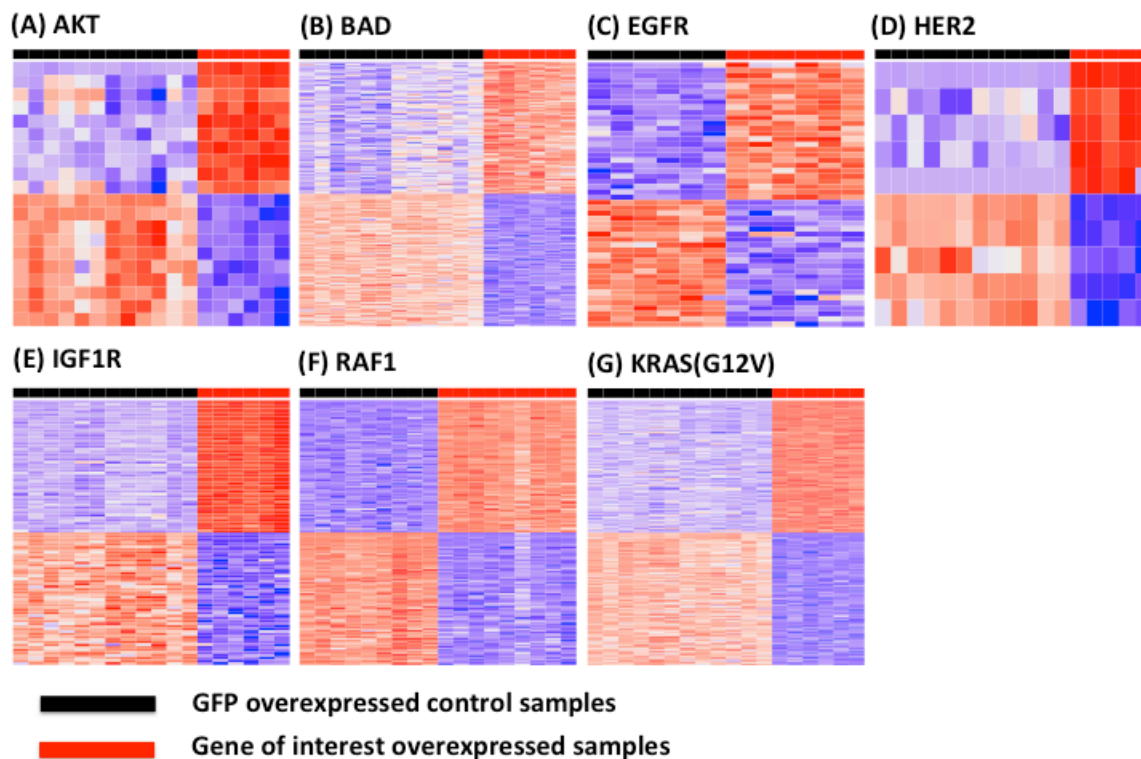 (A) AKT
(B) BAD
(C) EGFR
(D) HER2
(E) IGF1R
(F) RAF1
(G) KRAS(G12V)
GFP overexpressed control samples
Gene of interest overexpressed samples